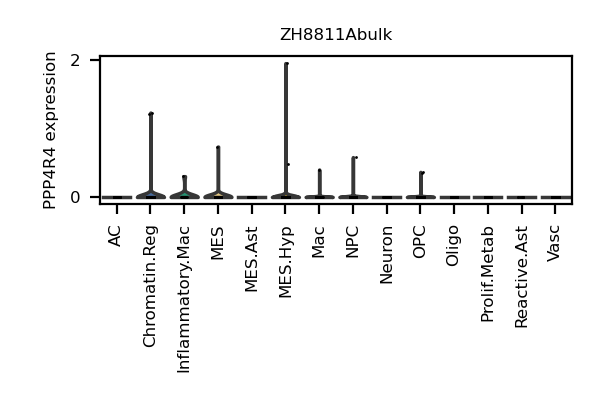 ZH8811Abulk
PPP4R4 expression
2
0
AC
Chromatin.Reg
Inflammatory.Mac
MES
MES.Ast
MES.Hyp
Mac
NPC
Neuron
OPC
Oligo
Prolif.Metab
Reactive.Ast
Vasc